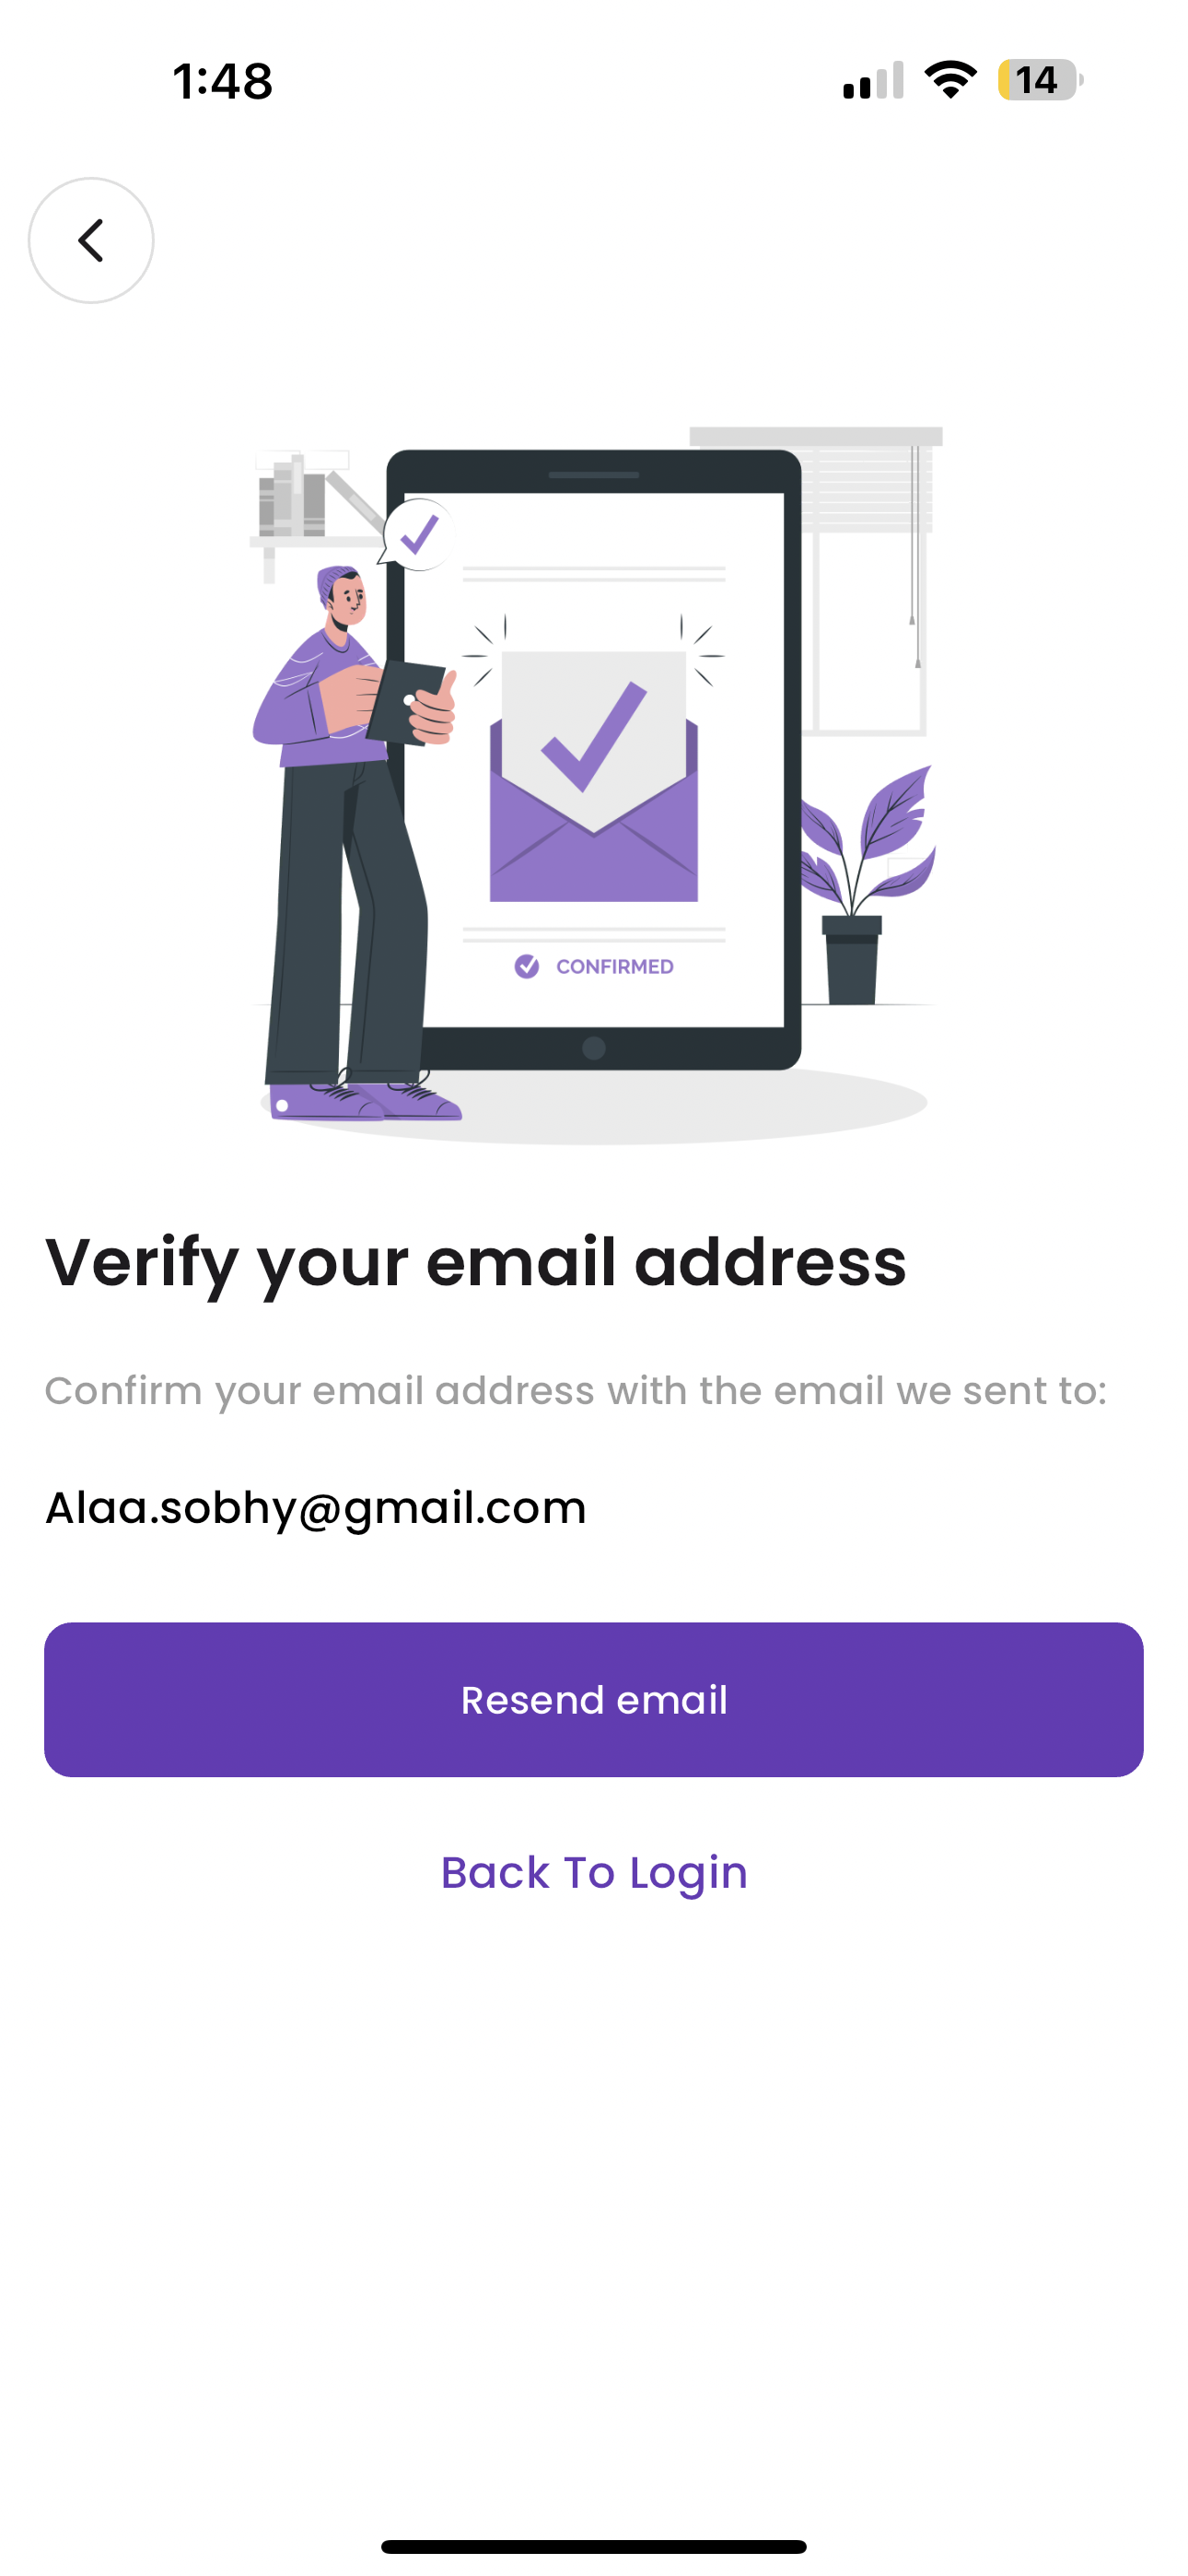 1:48
14
CONFIRMED
Verify your email address
Confirm your email address with the email we sent to:
Alaa.sobhy@gmail.com
Resend email
Back To Login